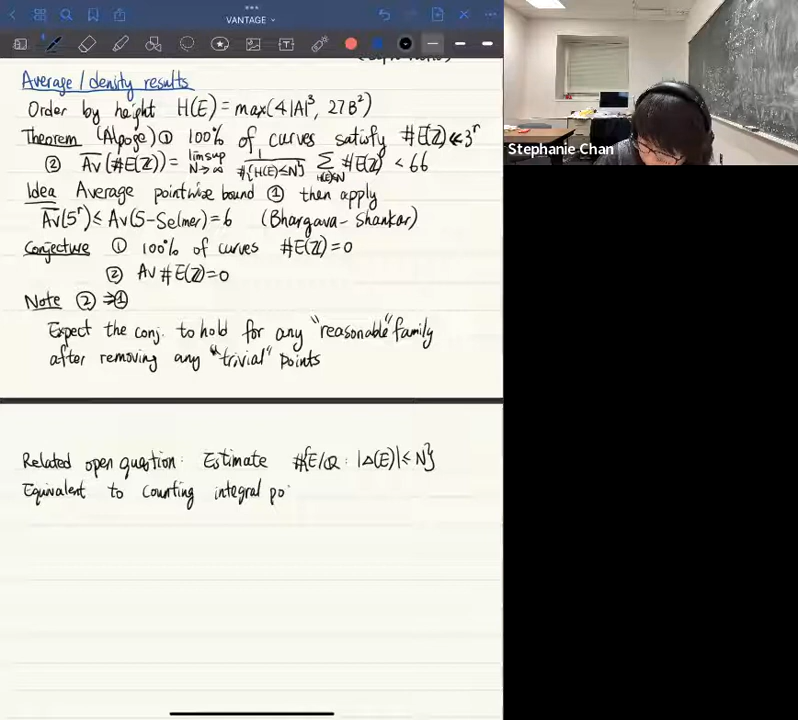 VANTAGE
Average/density results
Order by height H(E) = max(4|A|³, 27B²)
Theorem (Alpoge) ① 100% of curves satisfy #E(ℤ) ≪ 3^r
② A̅v̅(#E(ℤ)) = limsup_{N→∞} 1/#{H(E)≤N} Σ_{H(E)≤N} #E(ℤ) < 66
Idea Average pointwise bound ① then apply
A̅v̅(5^r) ≤ Av(5-Selmer) = 6 (Bhargava-Shankar)
Conjecture ① 100% of curves #E(ℤ) = 0
② Av #E(ℤ) = 0
Note ② ⇒ ①
Expect the conj. to hold for any "reasonable" family
after removing any "trivial" points
Related open question: Estimate #{E/ℚ : |Δ(E)| ≤ N}
Equivalent to counting integral po
Stephanie Chan